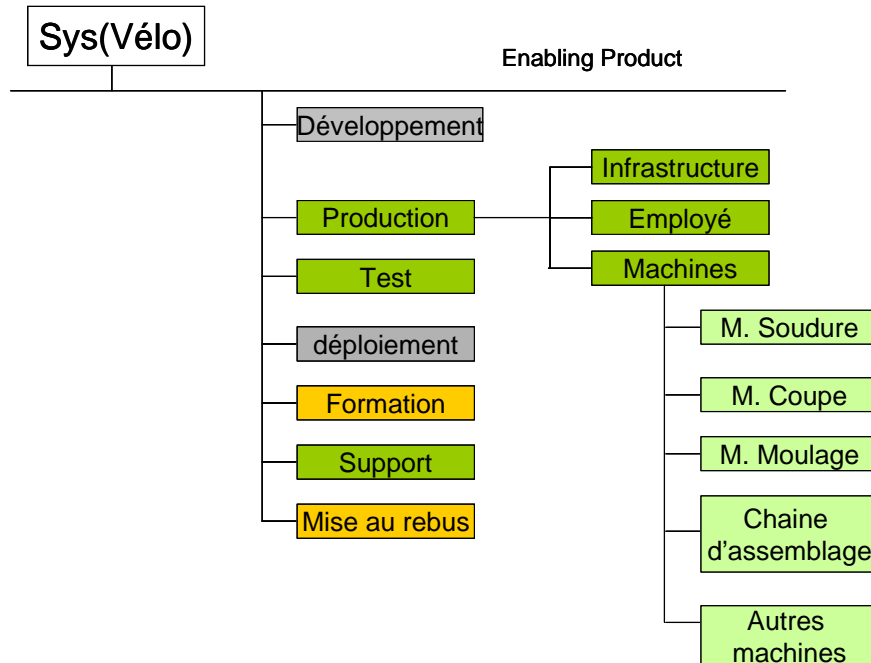 Sys(Vélo)
Enabling Product
Développement
Infrastructure
Production
Employé
Machines
Test
M. Soudure
déploiement
M. Coupe
Formation
M. Moulage
Support
Mise au rebus
Chaine
d'assemblage
Autres
machines